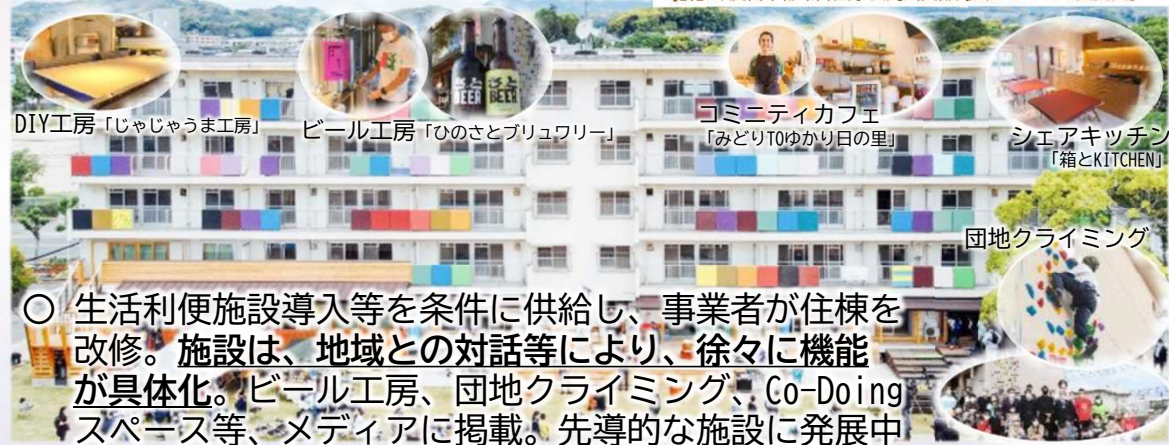 DIY工房「じゃじゃうま工房」
ビール工房「ひのさとブリュワリー」
コミニティカフェ
「みどりTOゆかり日の里」
シェアキッチン
「箱とKITCHEN」
団地クライミング
BEER
BEER
〇 生活利便施設導入等を条件に供給し、事業者が住棟を
改修。施設は、地域との対話等により、徐々に機能
が具体化。ビール工房、団地クライミング、Co-Doing
スペース等、メディアに掲載。先導的な施設に発展中